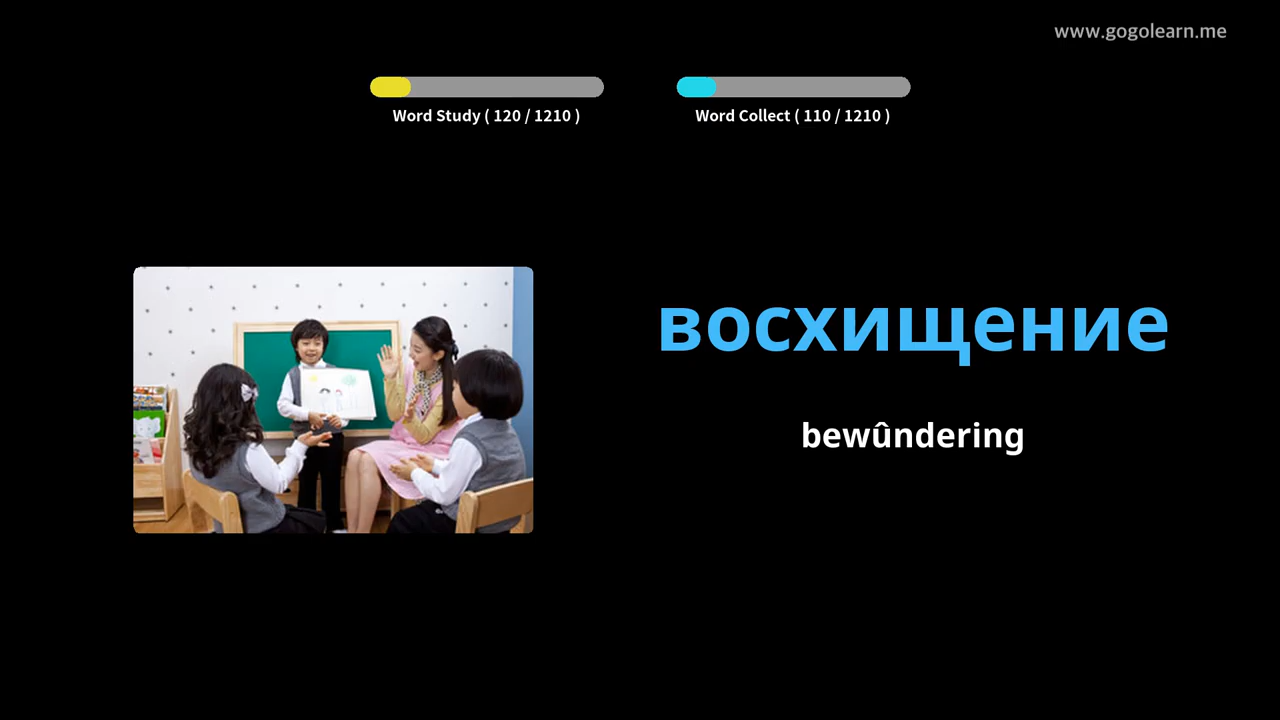 www.gogolearn.me
Word Study ( 120 / 1210 )
Word Collect ( 110 / 1210 )
восхищение
bewûndering